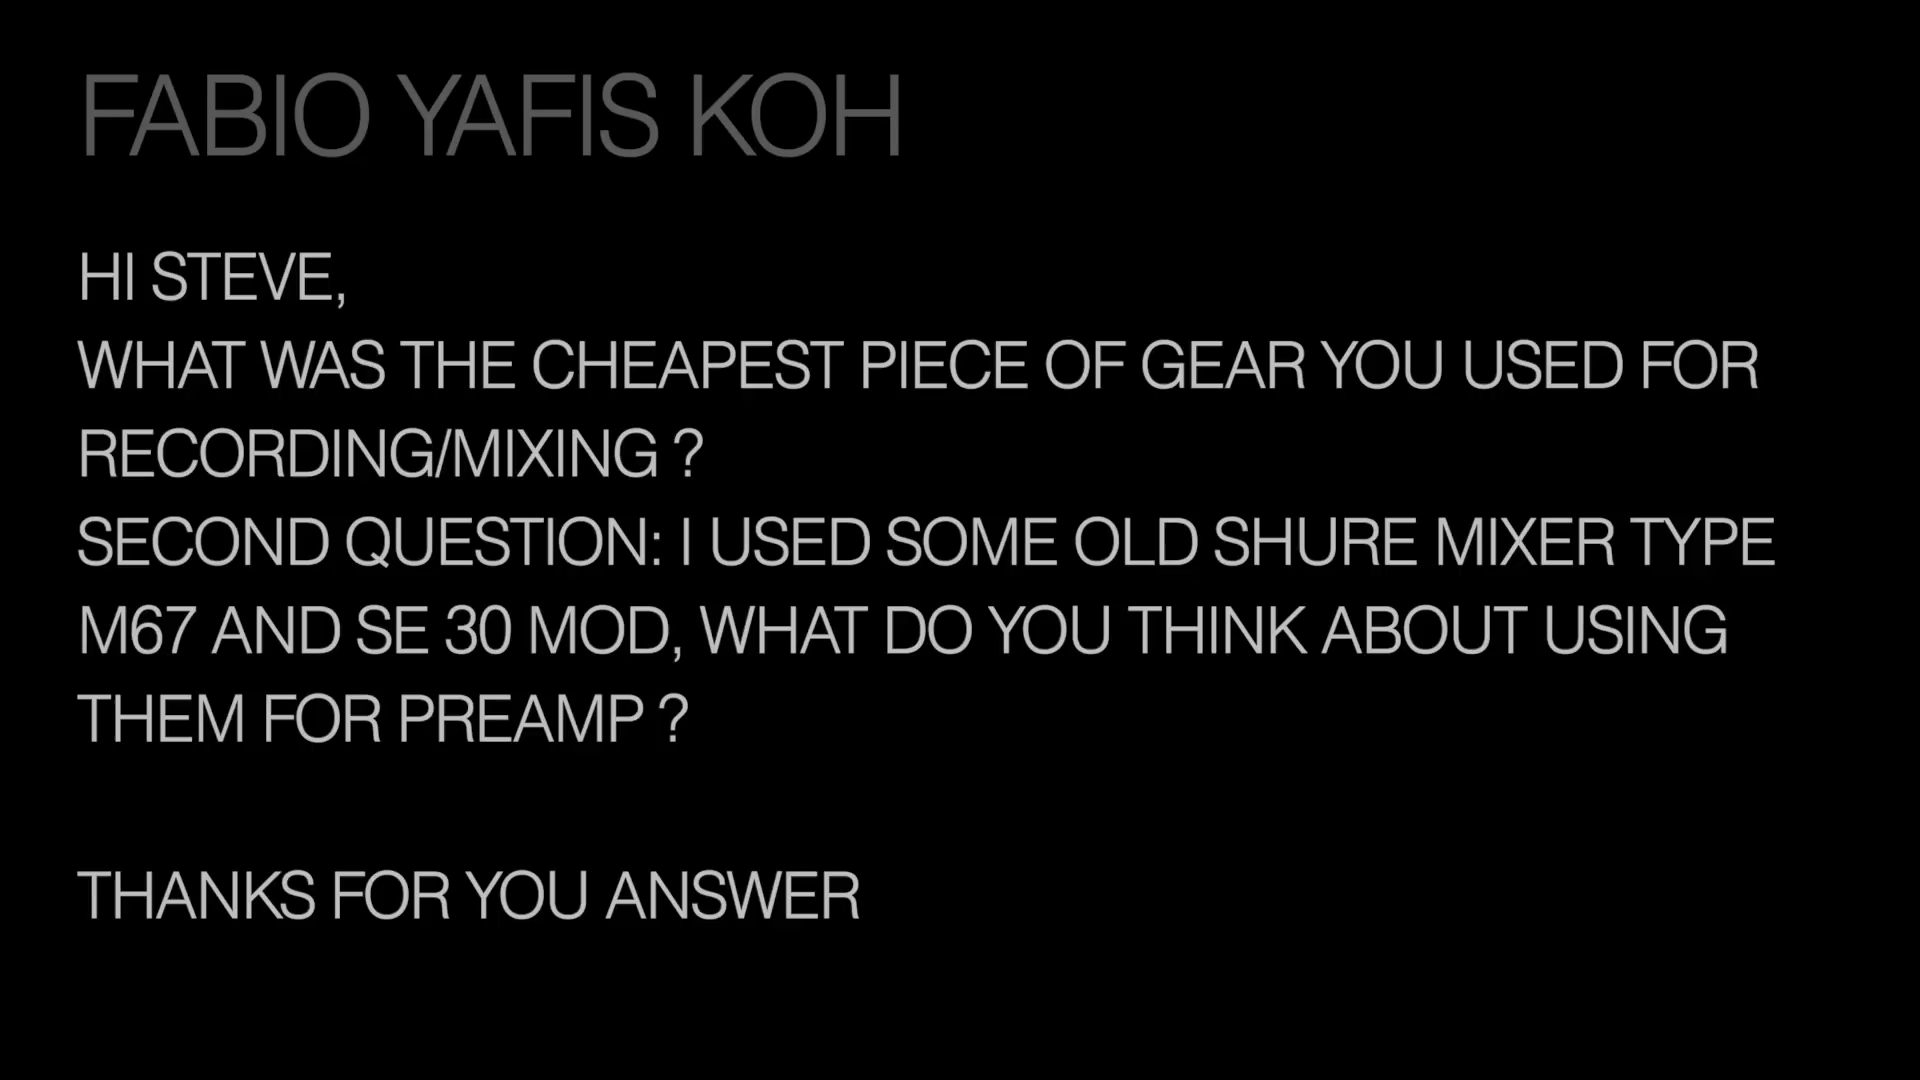 FABIO YAFIS KOH
HI STEVE,
WHAT WAS THE CHEAPEST PIECE OF GEAR YOU USED FOR
RECORDING/MIXING ?
SECOND QUESTION: I USED SOME OLD SHURE MIXER TYPE
M67 AND SE 30 MOD, WHAT DO YOU THINK ABOUT USING
THEM FOR PREAMP ?
THANKS FOR YOU ANSWER